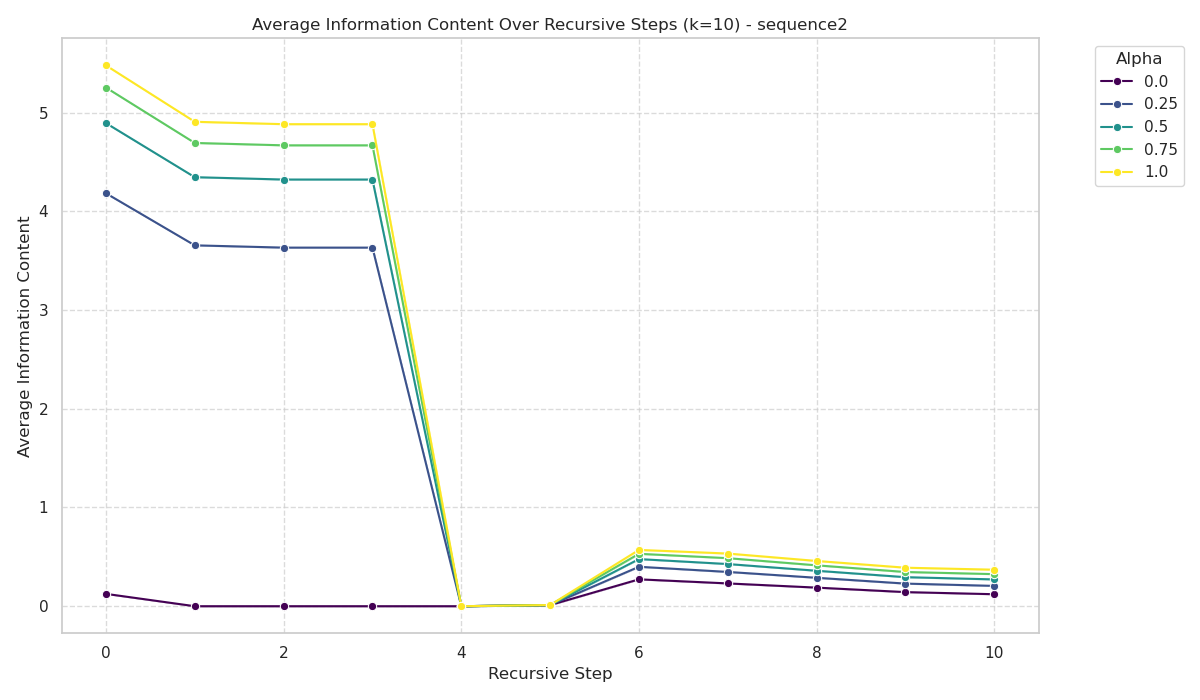 Average Information Content Over Recursive Steps (k=10) - sequence2
Alpha
0.0
0.25
0.5
0.75
1.0
Average Information Content
5
4
3
2
1
0
0 2 4 6 8 10
Recursive Step